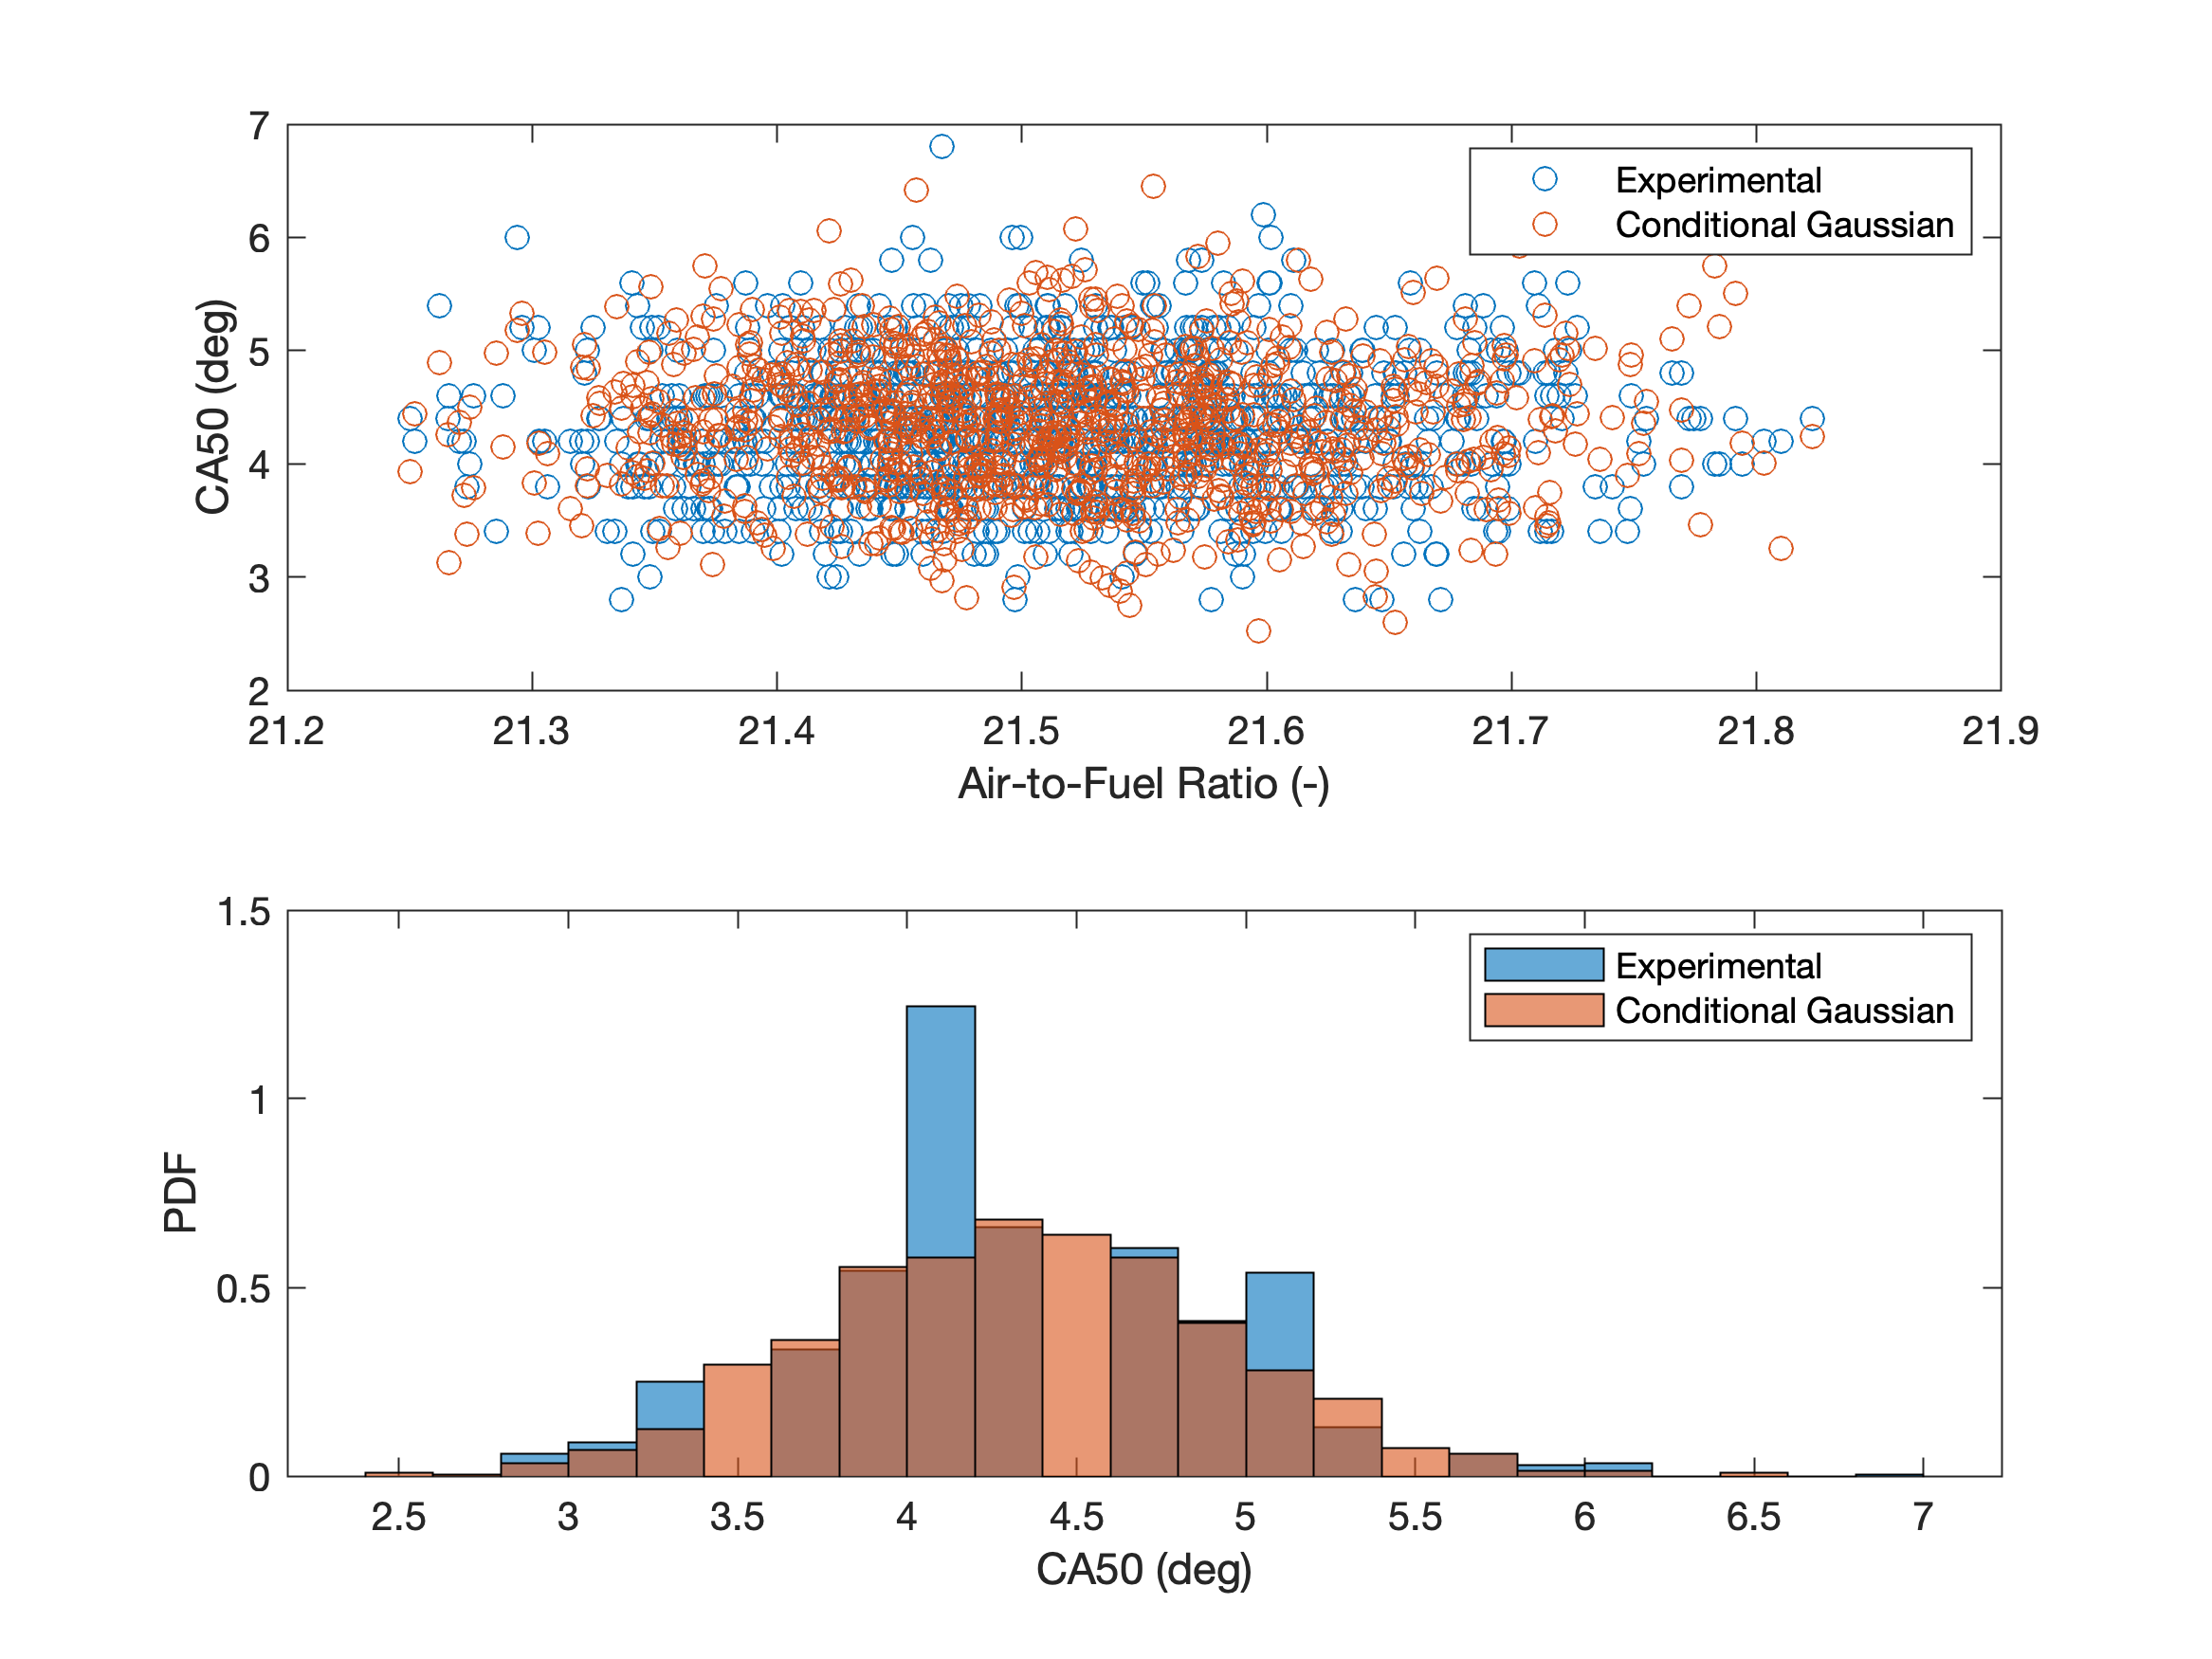 7
6
5
4
3
2
CA50 (deg)
Experimental
Conditional Gaussian
21.2 21.3 21.4 21.5 21.6 21.7 21.8 21.9
Air-to-Fuel Ratio (-)
1.5
1
0.5
0
PDF
Experimental
Conditional Gaussian
2.5 3 3.5 4 4.5 5 5.5 6 6.5 7
CA50 (deg)